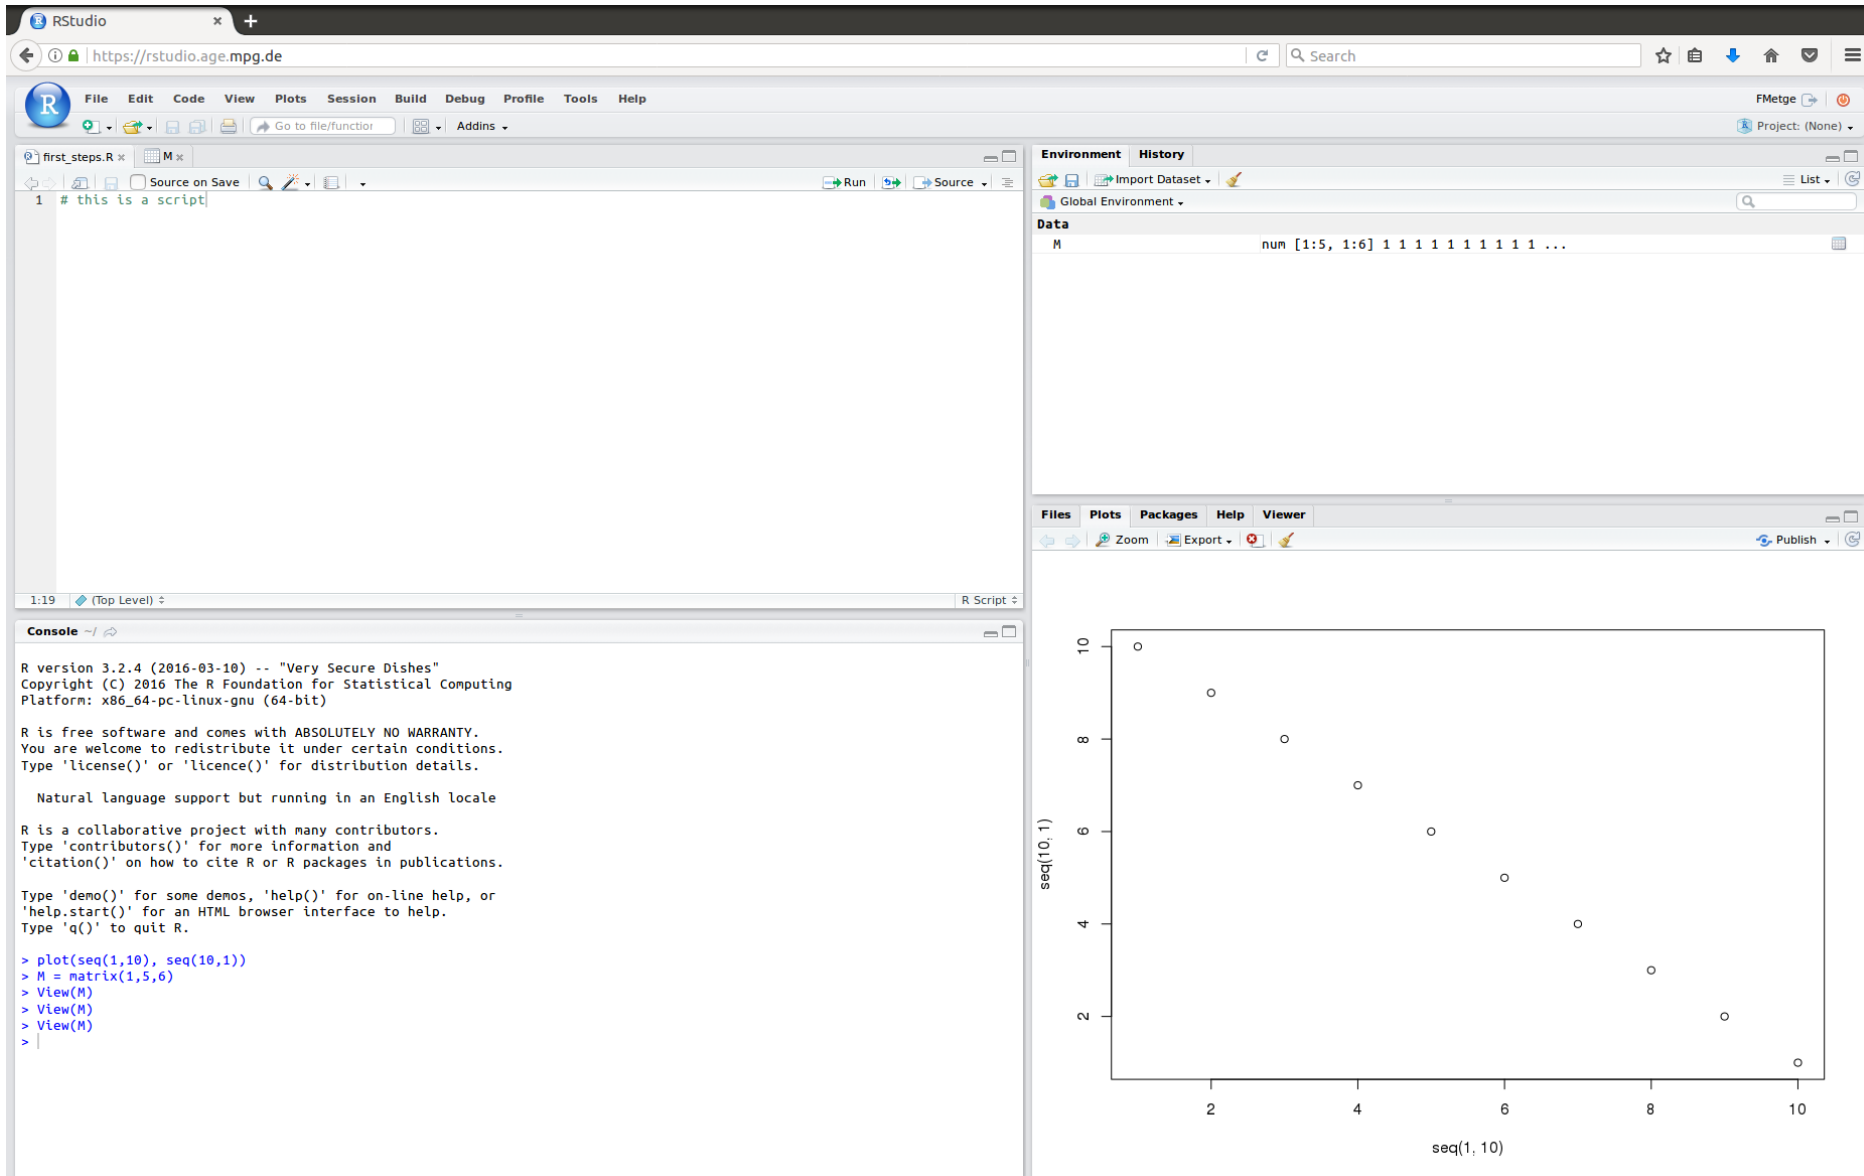 RStudio
https://rstudio.age.mpg.de
Search
R File Edit Code View Plots Session Build Debug Profile Tools Help
FMetge
Go to file/function
Addins
Project: (None)
first_steps.R
M
Source on Save
Run
Source
1 # this is a script
1:19
(Top Level)
R Script
Console ~/
R version 3.2.4 (2016-03-10) -- "Very Secure Dishes"
Copyright (C) 2016 The R Foundation for Statistical Computing
Platform: x86_64-pc-linux-gnu (64-bit)
R is free software and comes with ABSOLUTELY NO WARRANTY.
You are welcome to redistribute it under certain conditions.
Type 'license()' or 'licence()' for distribution details.
Natural language support but running in an English locale
R is a collaborative project with many contributors.
Type 'contributors()' for more information and
'citation()' on how to cite R or R packages in publications.
Type 'demo()' for some demos, 'help()' for on-line help, or
'help.start()' for an HTML browser interface to help.
Type 'q()' to quit R.
> plot(seq(1,10), seq(10,1))
> M = matrix(1,5,6)
> View(M)
> View(M)
> View(M)
>
Environment History
Import Dataset
List
Global Environment
Data
M num [1:5, 1:6] 1 1 1 1 1 1 1 1 1 1 ...
Files Plots Packages Help Viewer
Zoom Export Publish
seq(10, 1)
10
8
6
4
2
2 4 6 8 10
seq(1, 10)